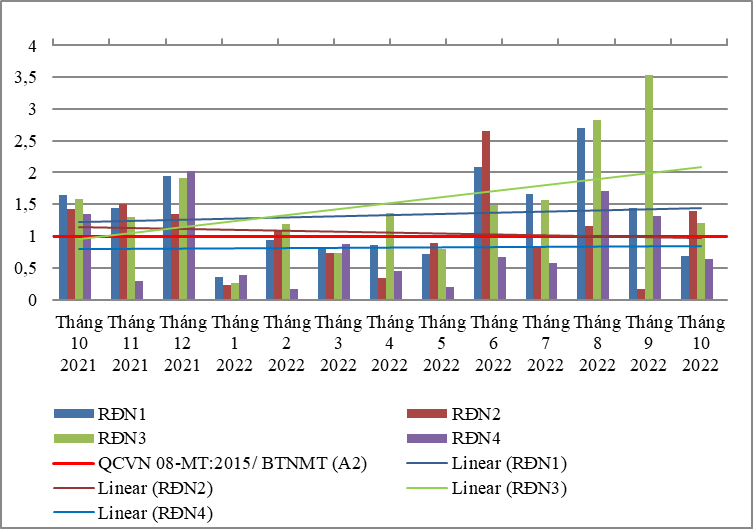 4
3,5
3
2,5
2
1,5
1
0,5
0
Tháng Tháng Tháng Tháng Tháng Tháng Tháng Tháng Tháng Tháng Tháng Tháng Tháng
10 11 12 1 2 3 4 5 6 7 8 9 10
2021 2021 2021 2022 2022 2022 2022 2022 2022 2022 2022 2022 2022
RĐN1 RĐN2
RĐN3 RĐN4
QCVN 08-MT:2015/ BTNMT (A2) Linear (RĐN1)
Linear (RĐN2) Linear (RĐN3)
Linear (RĐN4)